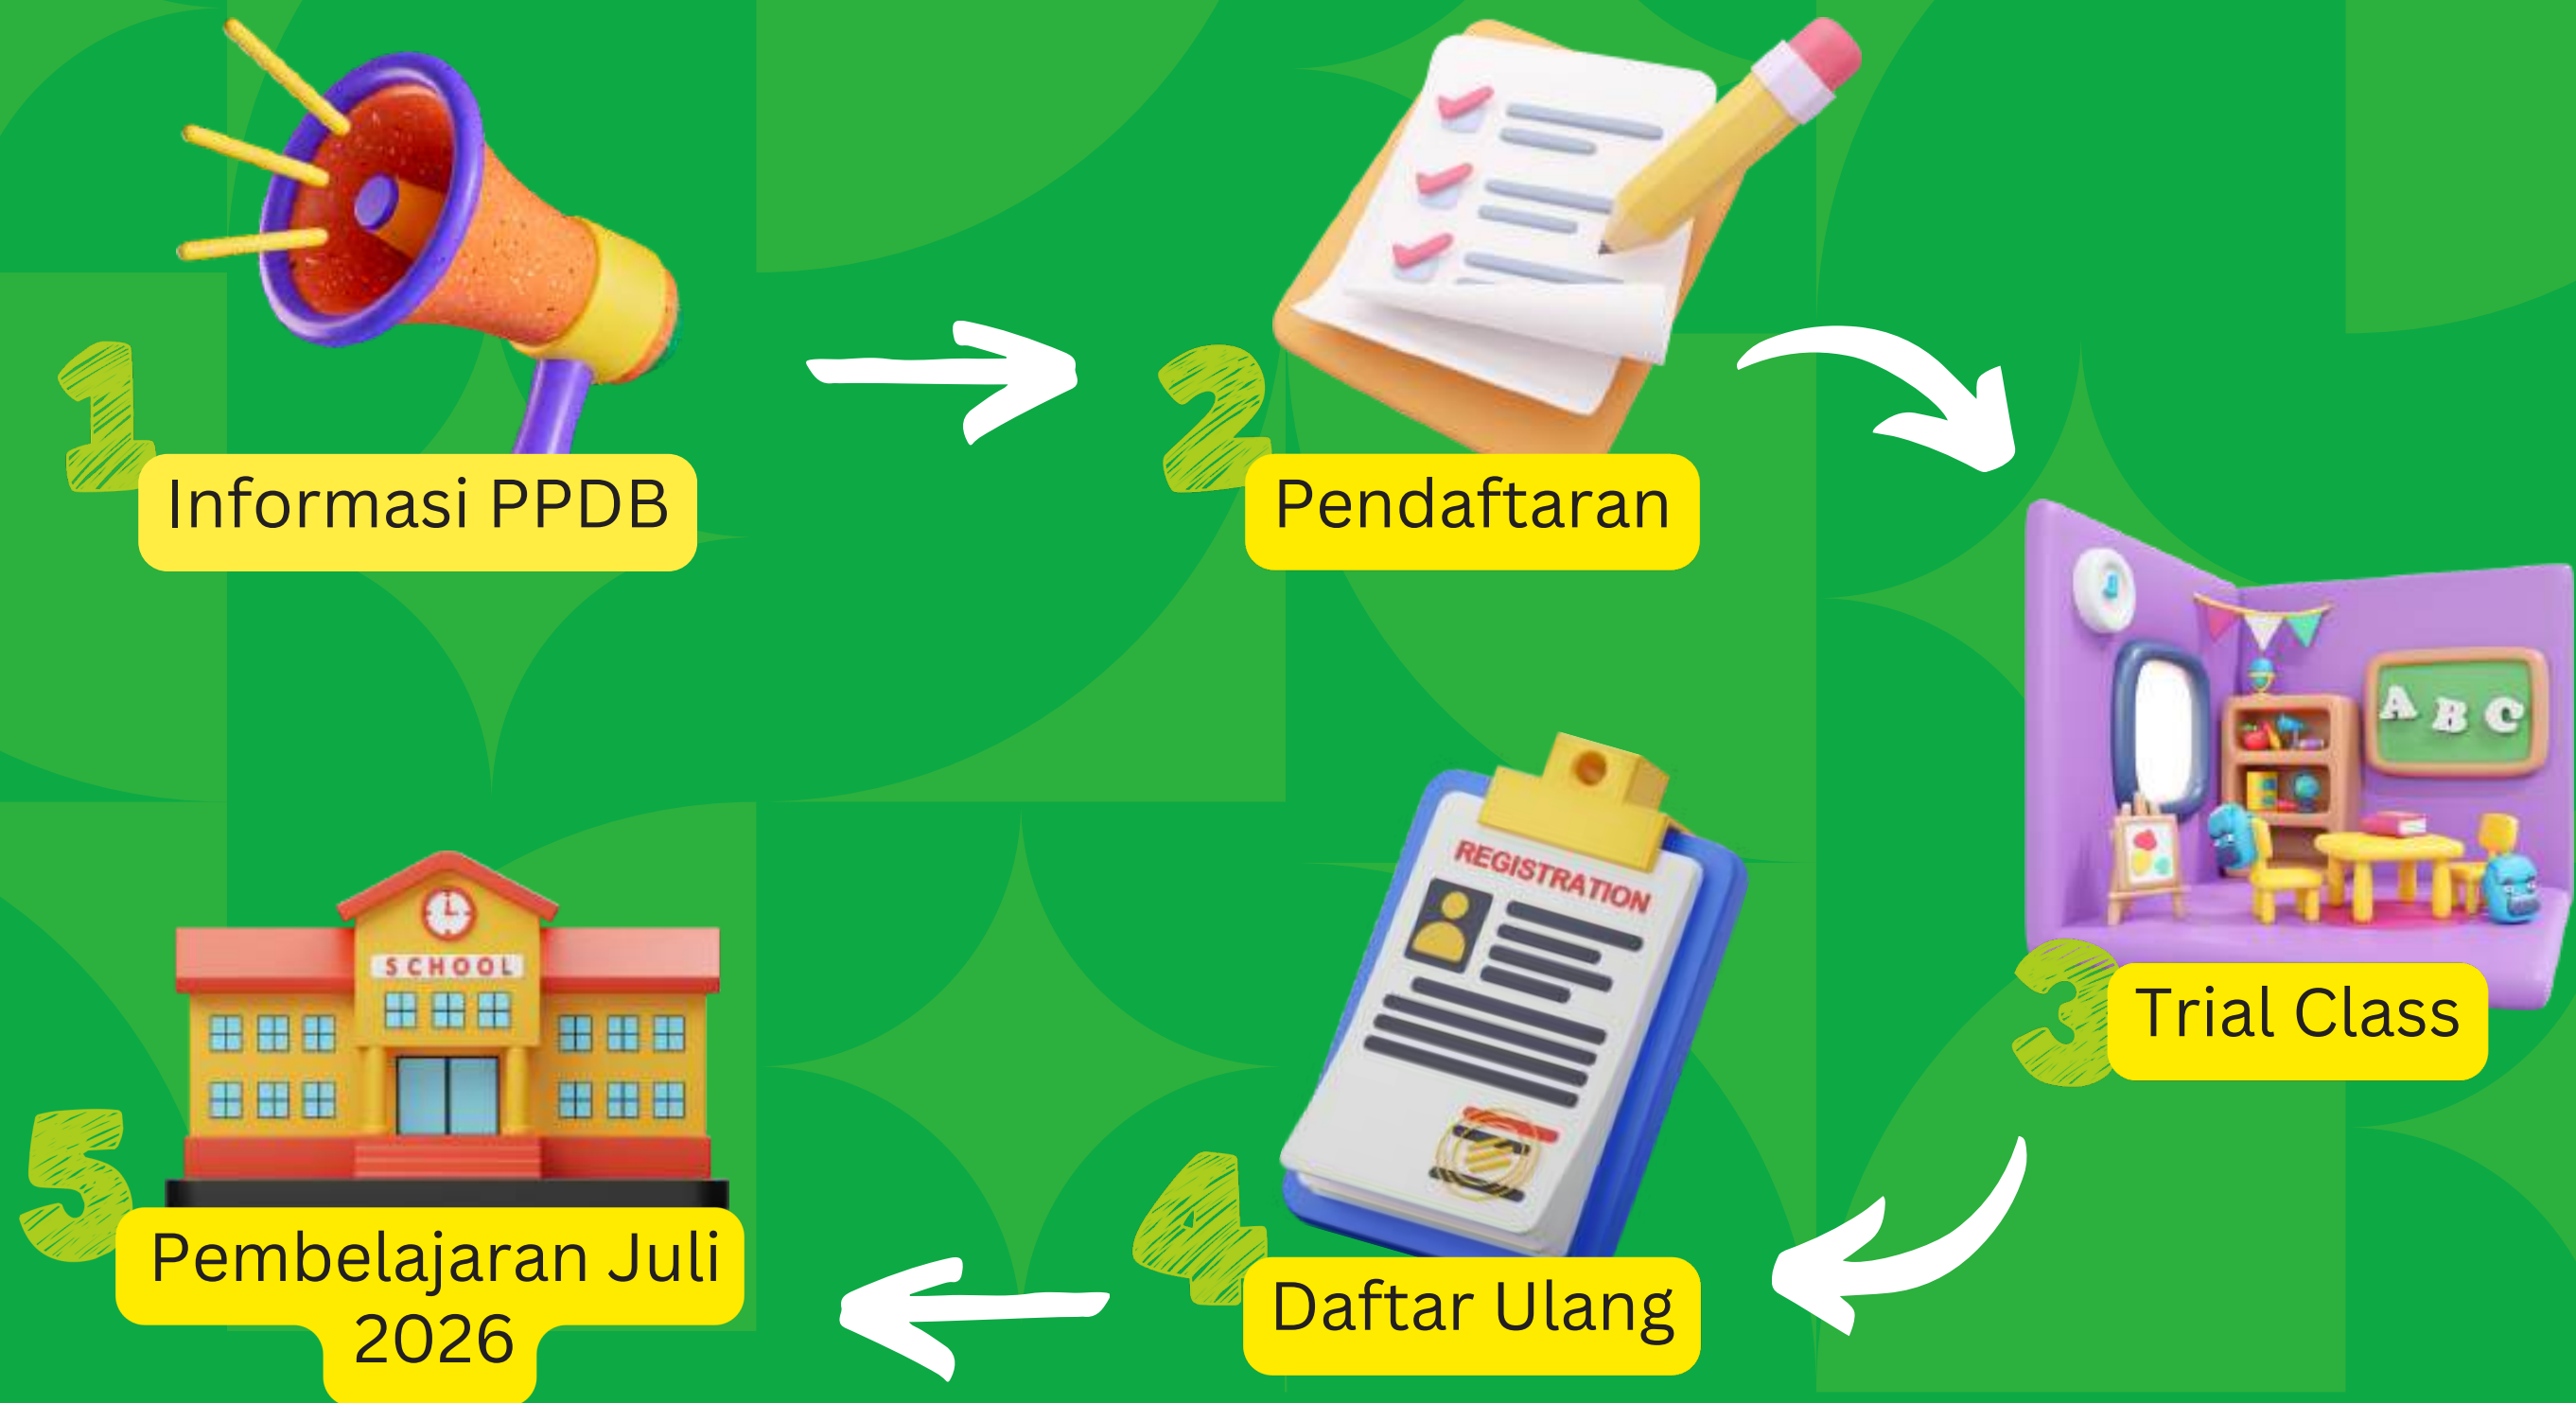 1
Informasi PPDB
2
Pendaftaran
A B C
3
Trial Class
REGISTRATION
4
Daftar Ulang
SCHOOL
5
Pembelajaran Juli
2026